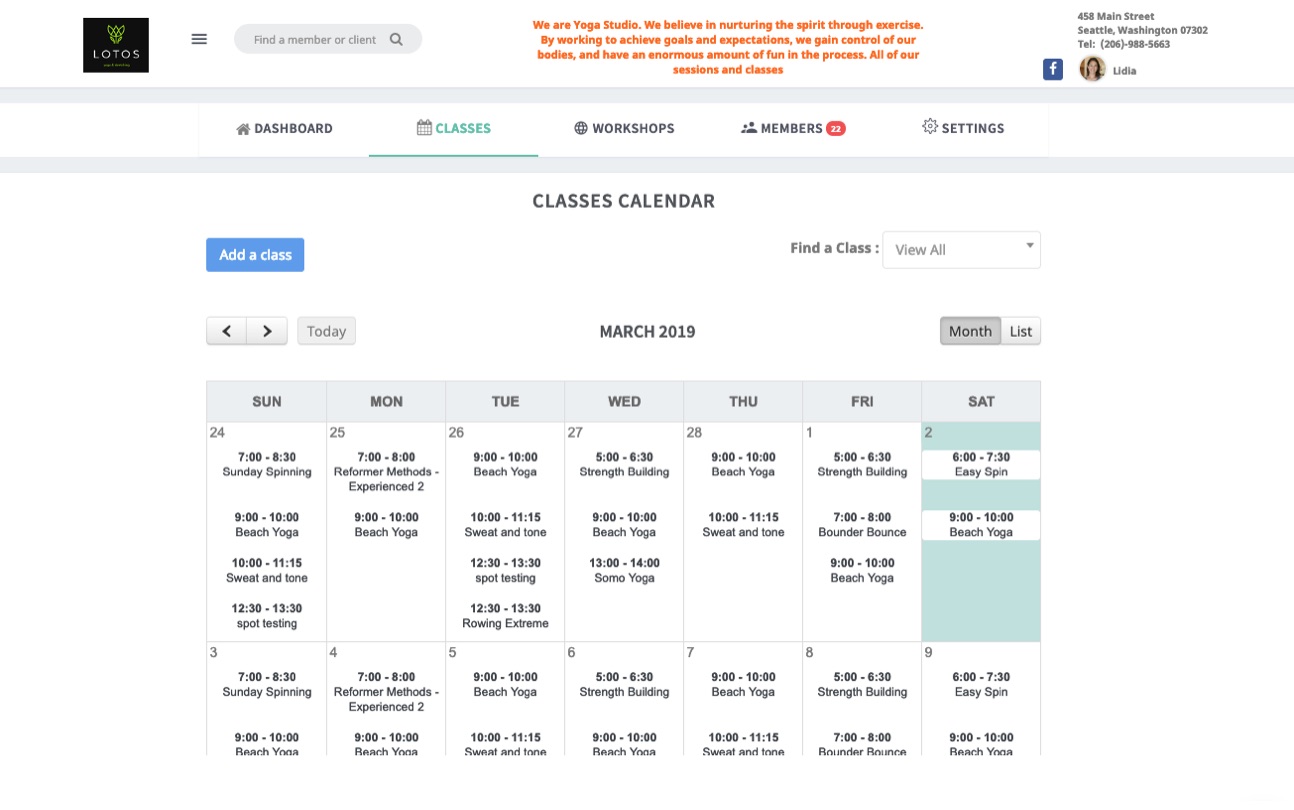 LOTOS
Find a member or client
We are Yoga Studio. We believe in nurturing the spirit through exercise.
By working to achieve goals and expectations, we gain control of our
bodies, and have an enormous amount of fun in the process. All of our
sessions and classes
458 Main Street
Seattle, Washington 07302
Tel: (206)-988-5663
f
Lidia
DASHBOARD
CLASSES
WORKSHOPS
MEMBERS 22
SETTINGS
CLASSES CALENDAR
Add a class
Find a Class :
View All
Today
MARCH 2019
Month
List
SUN
MON
TUE
WED
THU
FRI
SAT
24
7:00 - 8:30
Sunday Spinning
9:00 - 10:00
Beach Yoga
10:00 - 11:15
Sweat and tone
12:30 - 13:30
spot testing
25
7:00 - 8:00
Reformer Methods -
Experienced 2
9:00 - 10:00
Beach Yoga
26
9:00 - 10:00
Beach Yoga
10:00 - 11:15
Sweat and tone
12:30 - 13:30
spot testing
12:30 - 13:30
Rowing Extreme
27
5:00 - 6:30
Strength Building
9:00 - 10:00
Beach Yoga
13:00 - 14:00
Somo Yoga
28
9:00 - 10:00
Beach Yoga
10:00 - 11:15
Sweat and tone
1
5:00 - 6:30
Strength Building
7:00 - 8:00
Bounder Bounce
9:00 - 10:00
Beach Yoga
2
6:00 - 7:30
Easy Spin
9:00 - 10:00
Beach Yoga
3
7:00 - 8:30
Sunday Spinning
9:00 - 10:00
Beach Yoga
4
7:00 - 8:00
Reformer Methods -
Experienced 2
9:00 - 10:00
Beach Yoga
5
9:00 - 10:00
Beach Yoga
10:00 - 11:15
Sweat and tone
6
5:00 - 6:30
Strength Building
9:00 - 10:00
Beach Yoga
7
9:00 - 10:00
Beach Yoga
10:00 - 11:15
Sweat and tone
8
5:00 - 6:30
Strength Building
7:00 - 8:00
Bounder Bounce
9
6:00 - 7:30
Easy Spin
9:00 - 10:00
Beach Yoga